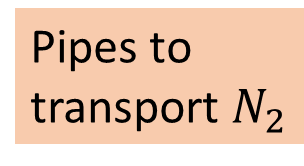 Pipes to
transport N₂